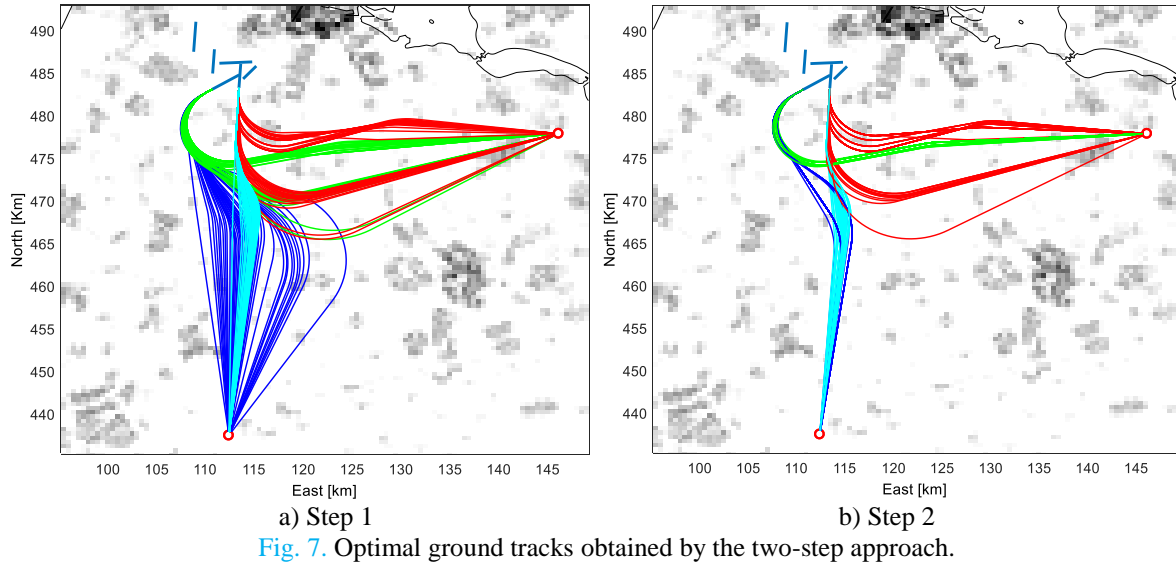 490
485
480
475
470
465
460
455
450
440
North [Km]
100 105 110 115 120 125 130 135 140 145
East [km]
a) Step 1
490
485
480
475
470
465
460
455
450
440
North [Km]
100 105 110 115 120 125 130 135 140 145
East [km]
b) Step 2
Fig. 7. Optimal ground tracks obtained by the two-step approach.